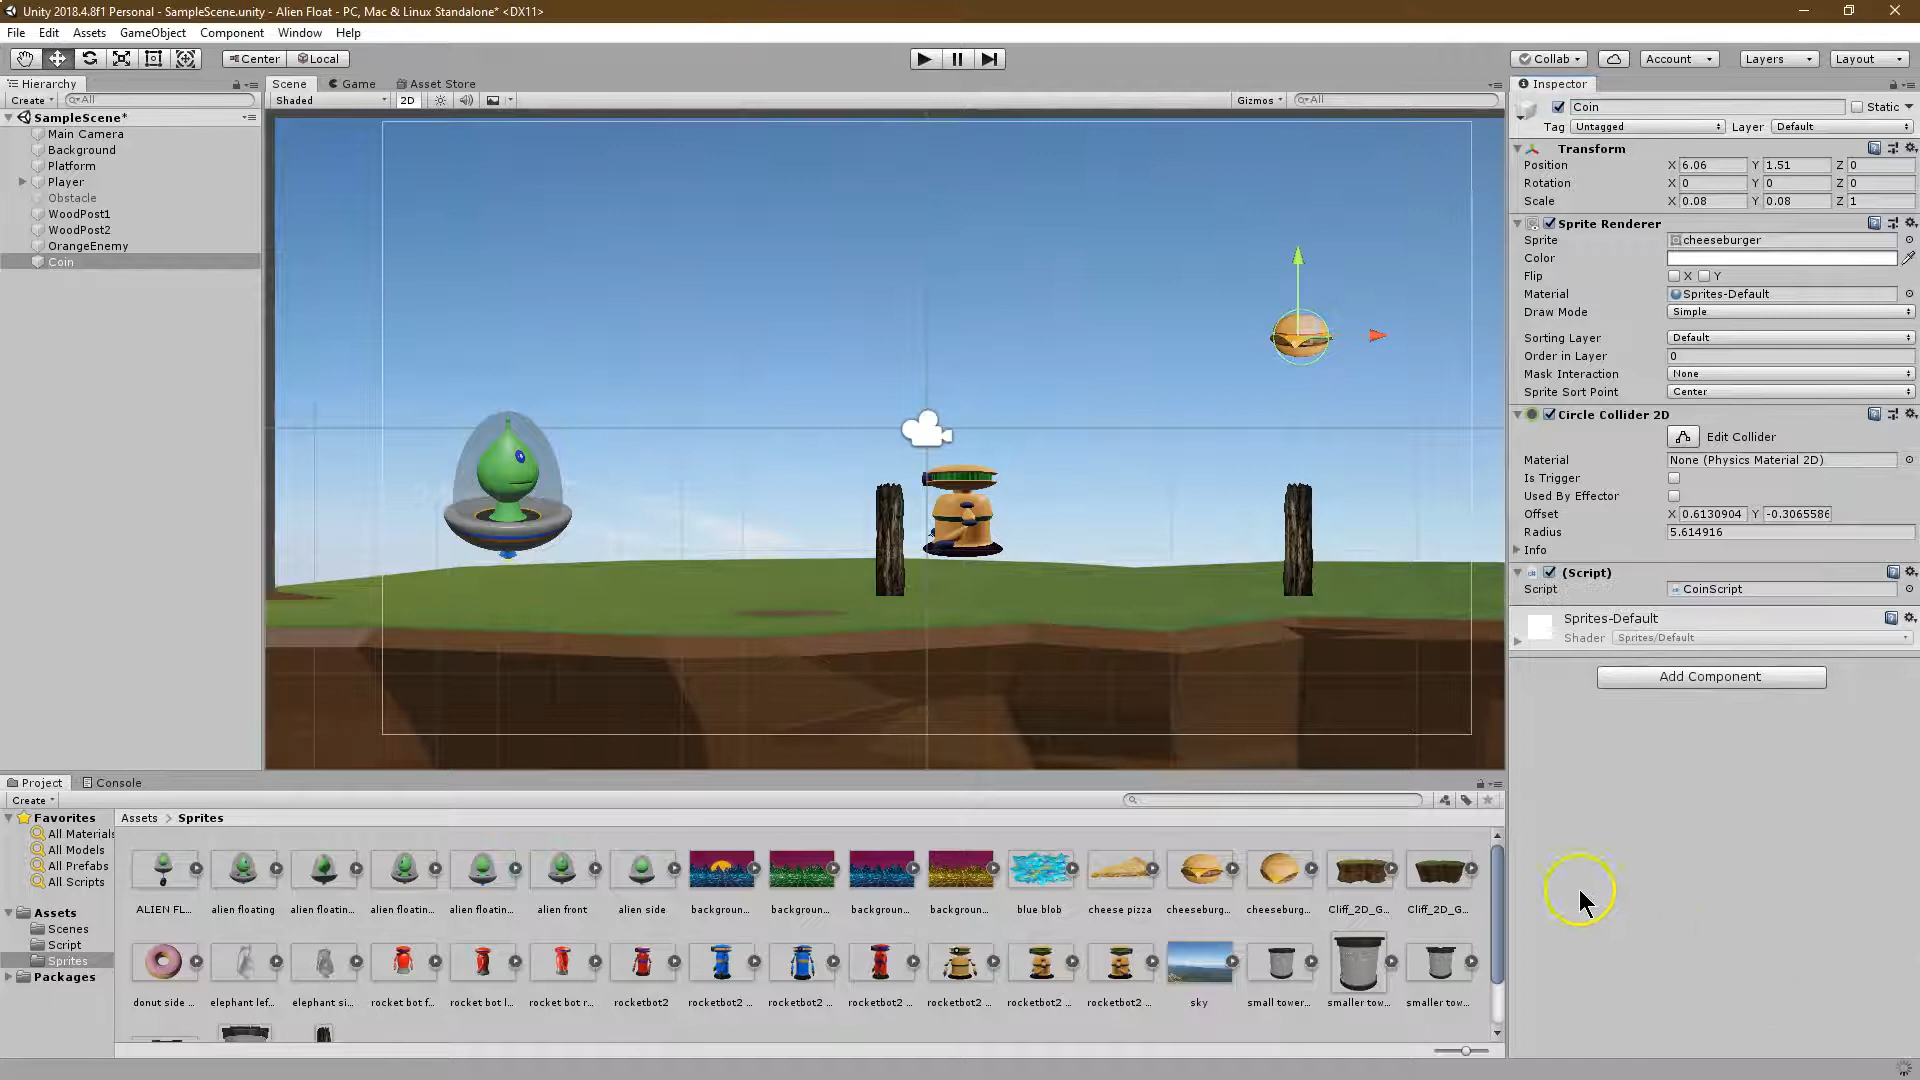 Unity 2018.4.8f1 Personal - SampleScene.unity - Alien Float - PC, Mac & Linux Standalone* <DX11>
File Edit Assets GameObject Component Window Help
Center Local
Collab Account Layers Layout
Hierarchy
Create All
SampleScene*
Main Camera
Background
Platform
Player
Obstacle
WoodPost1
WoodPost2
OrangeEnemy
Coin
Scene Game Asset Store
Shaded 2D Gizmos All
Inspector
Coin Static
Tag Untagged Layer Default
Transform
Position X 6.06 Y 1.51 Z 0
Rotation X 0 Y 0 Z 0
Scale X 0.08 Y 0.08 Z 1
Sprite Renderer
Sprite cheeseburger
Color
Flip X Y
Material Sprites-Default
Draw Mode Simple
Sorting Layer Default
Order in Layer 0
Mask Interaction None
Sprite Sort Point Center
Circle Collider 2D
Edit Collider
Material None (Physics Material 2D)
Is Trigger
Used By Effector
Offset X 0.6130904 Y -0.3065586
Radius 5.614916
Info
(Script)
Script CoinScript
Sprites-Default
Shader Sprites/Default
Add Component
Project Console
Create
Favorites
All Materials
All Models
All Prefabs
All Scripts
Assets
Scenes
Script
Sprites
Packages
Assets Sprites
ALIEN FL... alien floating alien floatin... alien floatin... alien floatin... alien front alien side backgroun... backgroun... backgroun... backgroun... blue blob cheese pizza cheeseburg... cheeseburg... Cliff_2D_G... Cliff_2D_G...
donut side ... elephant lef... elephant si... rocket bot f... rocket bot l... rocket bot r... rocketbot2 rocketbot2 ... rocketbot2 ... rocketbot2 ... rocketbot2 ... rocketbot2 ... rocketbot2 ... sky small tower... smaller tow... smaller tow...